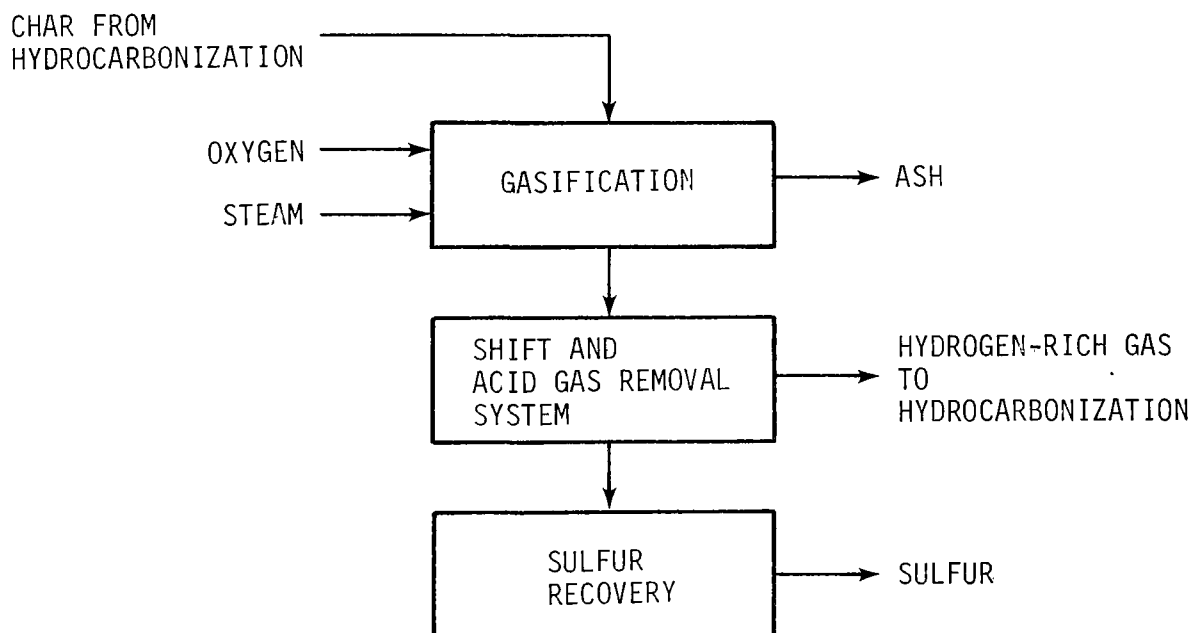 CHAR FROM
HYDROCARBONIZATION
OXYGEN
STEAM
GASIFICATION
ASH
SHIFT AND
ACID GAS REMOVAL
SYSTEM
HYDROGEN-RICH GAS
TO
HYDROCARBONIZATION
SULFUR
RECOVERY
SULFUR